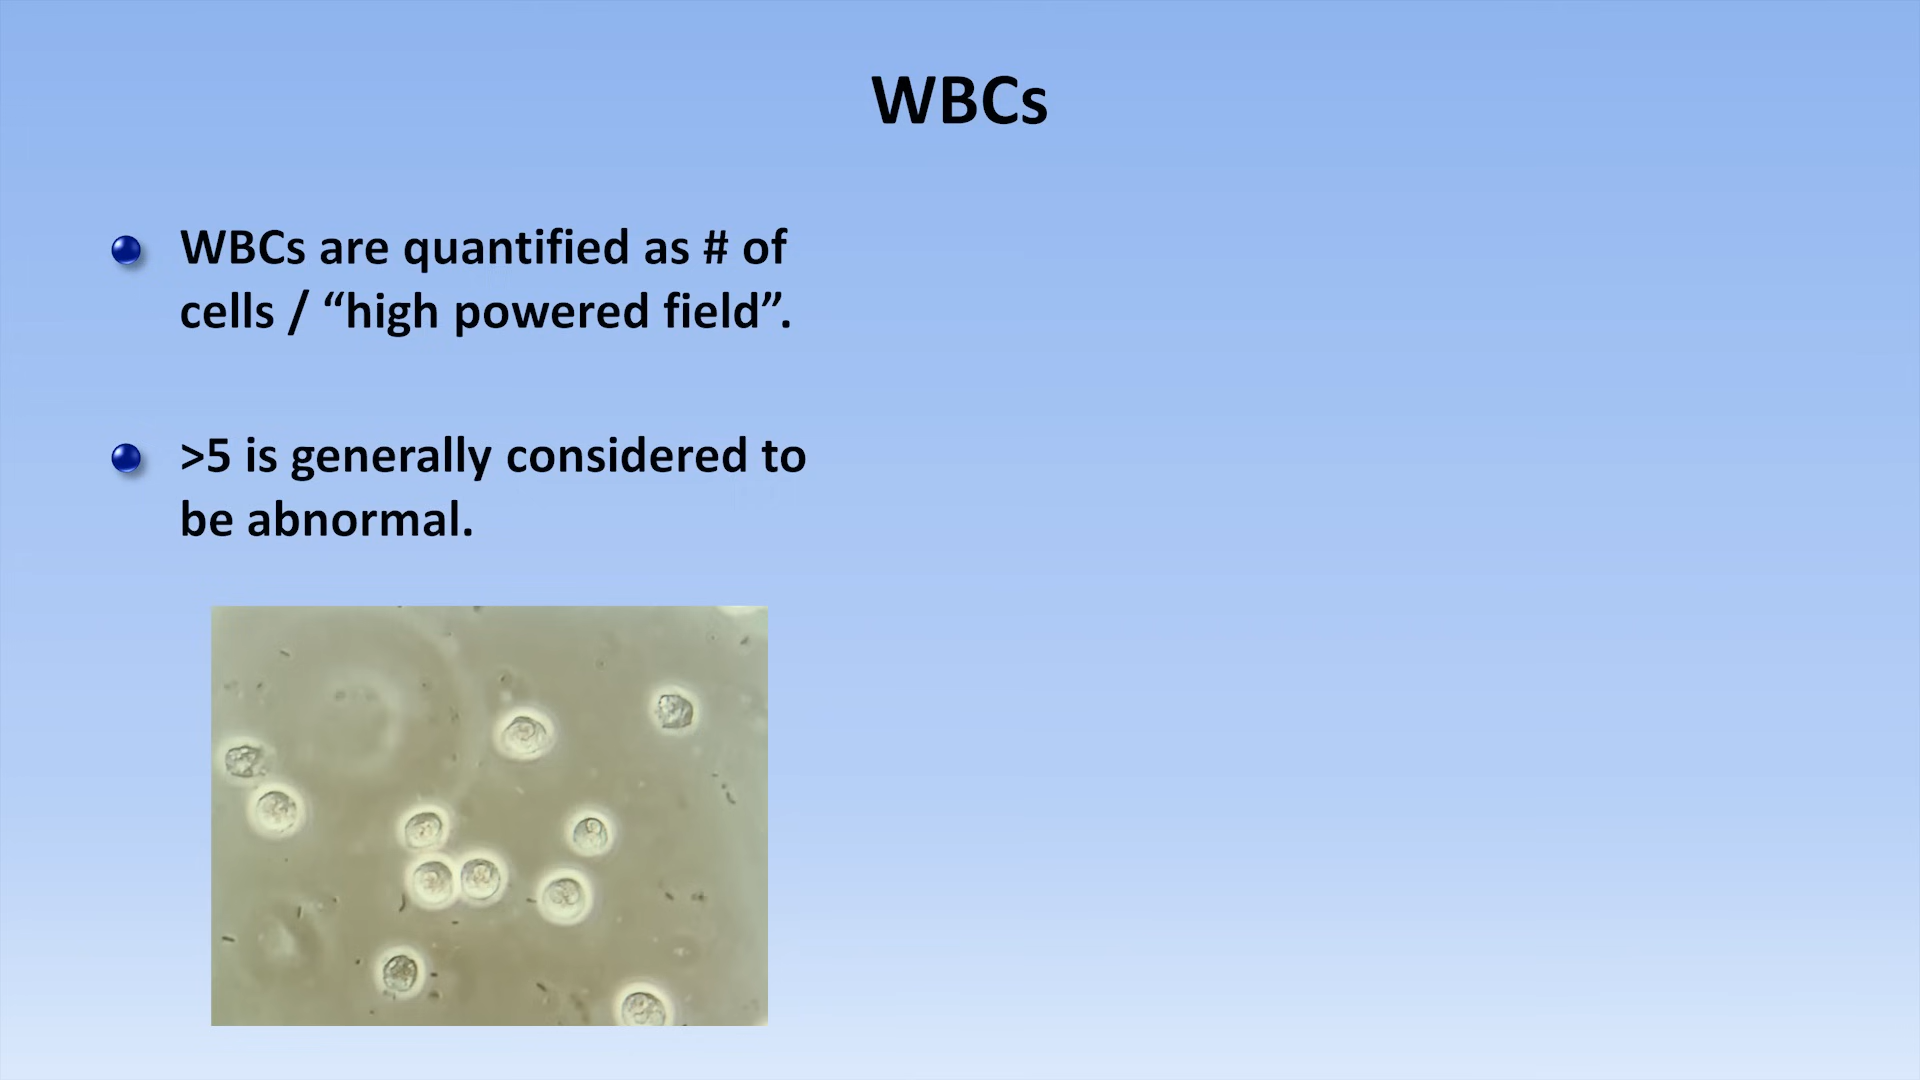 WBCs
WBCs are quantified as # of
cells / “high powered field”.
>5 is generally considered to
be abnormal.